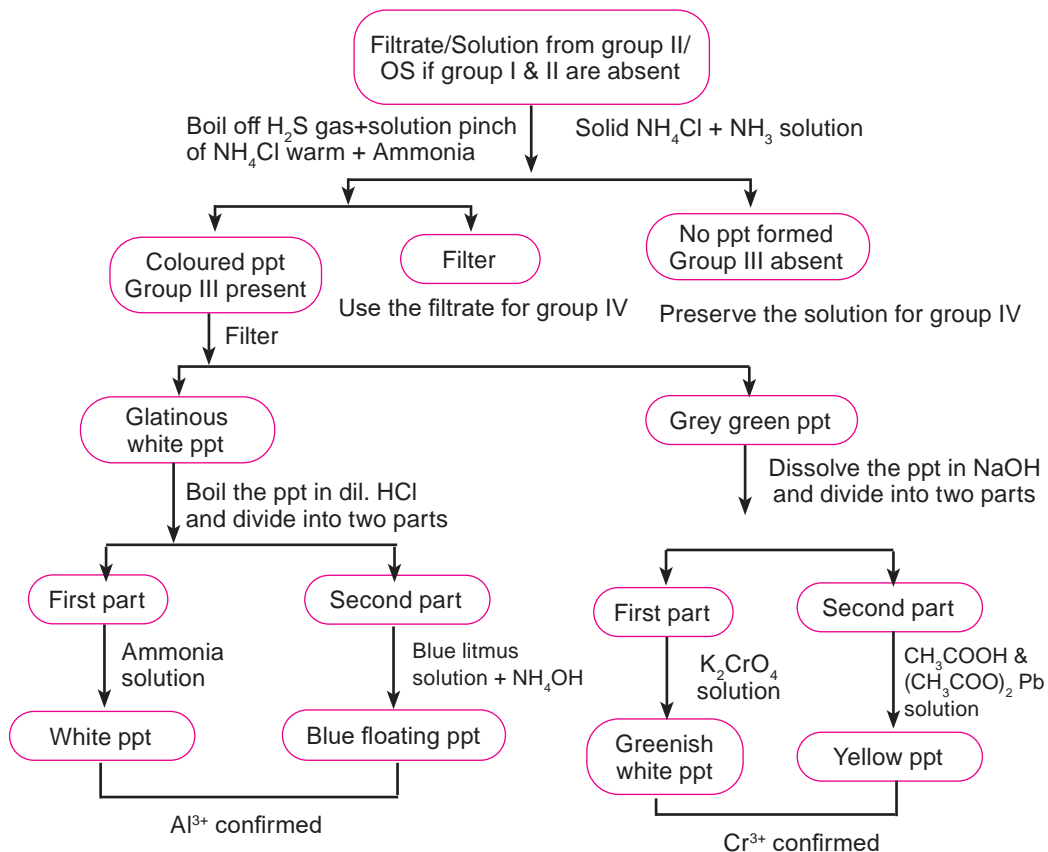 Filtrate/Solution from group II/
OS if group I & II are absent
Boil off H₂S gas+solution pinch
of NH₄Cl warm + Ammonia
Solid NH₄Cl + NH₃ solution
Coloured ppt
Group III present
Filter
No ppt formed
Group III absent
Use the filtrate for group IV
Preserve the solution for group IV
Filter
Glatinous
white ppt
Grey green ppt
Boil the ppt in dil. HCl
and divide into two parts
Dissolve the ppt in NaOH
and divide into two parts
First part
Second part
First part
Second part
Ammonia
solution
Blue litmus
solution + NH₄OH
K₂CrO₄
solution
CH₃COOH &
(CH₃COO)₂ Pb
solution
White ppt
Blue floating ppt
Greenish
white ppt
Yellow ppt
Al³⁺ confirmed
Cr³⁺ confirmed